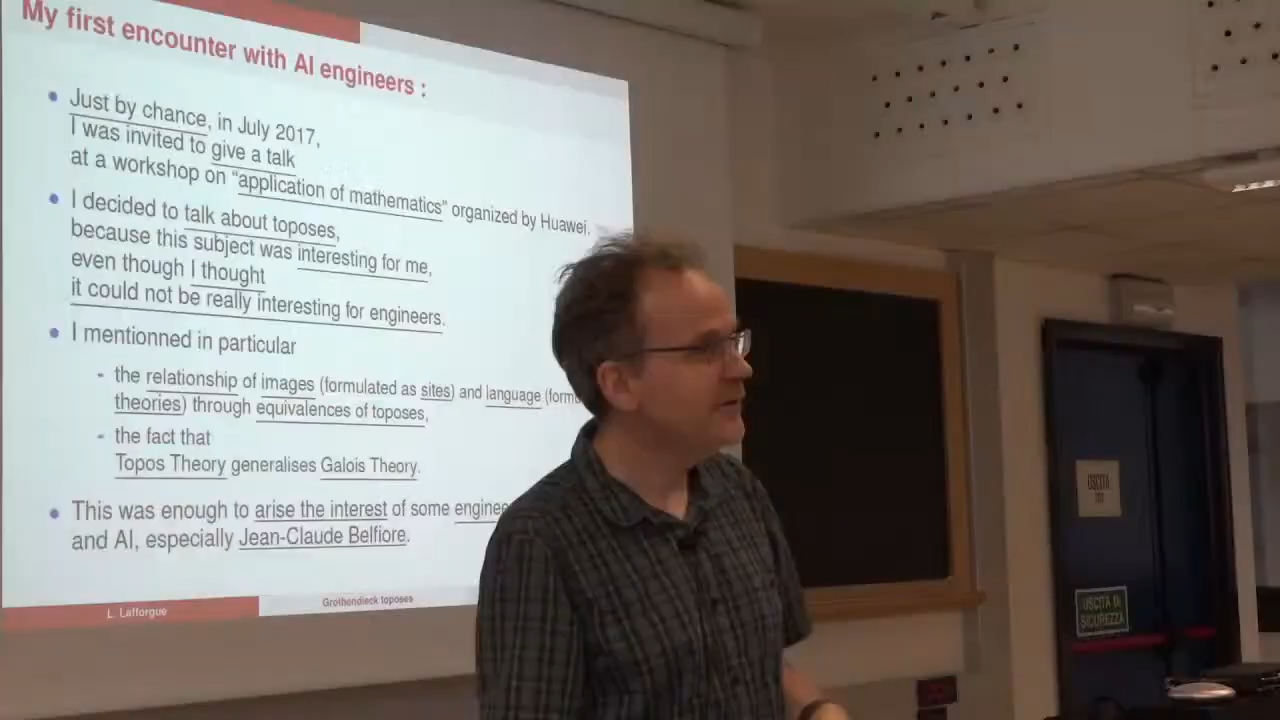 My first encounter with AI engineers :
Just by chance, in July 2017,
I was invited to give a talk
at a workshop on "application of mathematics" organized by Huawei,
I decided to talk about toposes,
because this subject was interesting for me,
even though I thought
it could not be really interesting for engineers.
I mentionned in particular
- the relationship of images (formulated as sites) and language
theories) through equivalences of toposes,
- the fact that
Topos Theory generalises Galois Theory.
This was enough to arise the interest of some
and AI, especially Jean-Claude Belfiore.
L. Lafforgue
Grothendieck toposes
USCITA
USCITA DI
SICUREZZA